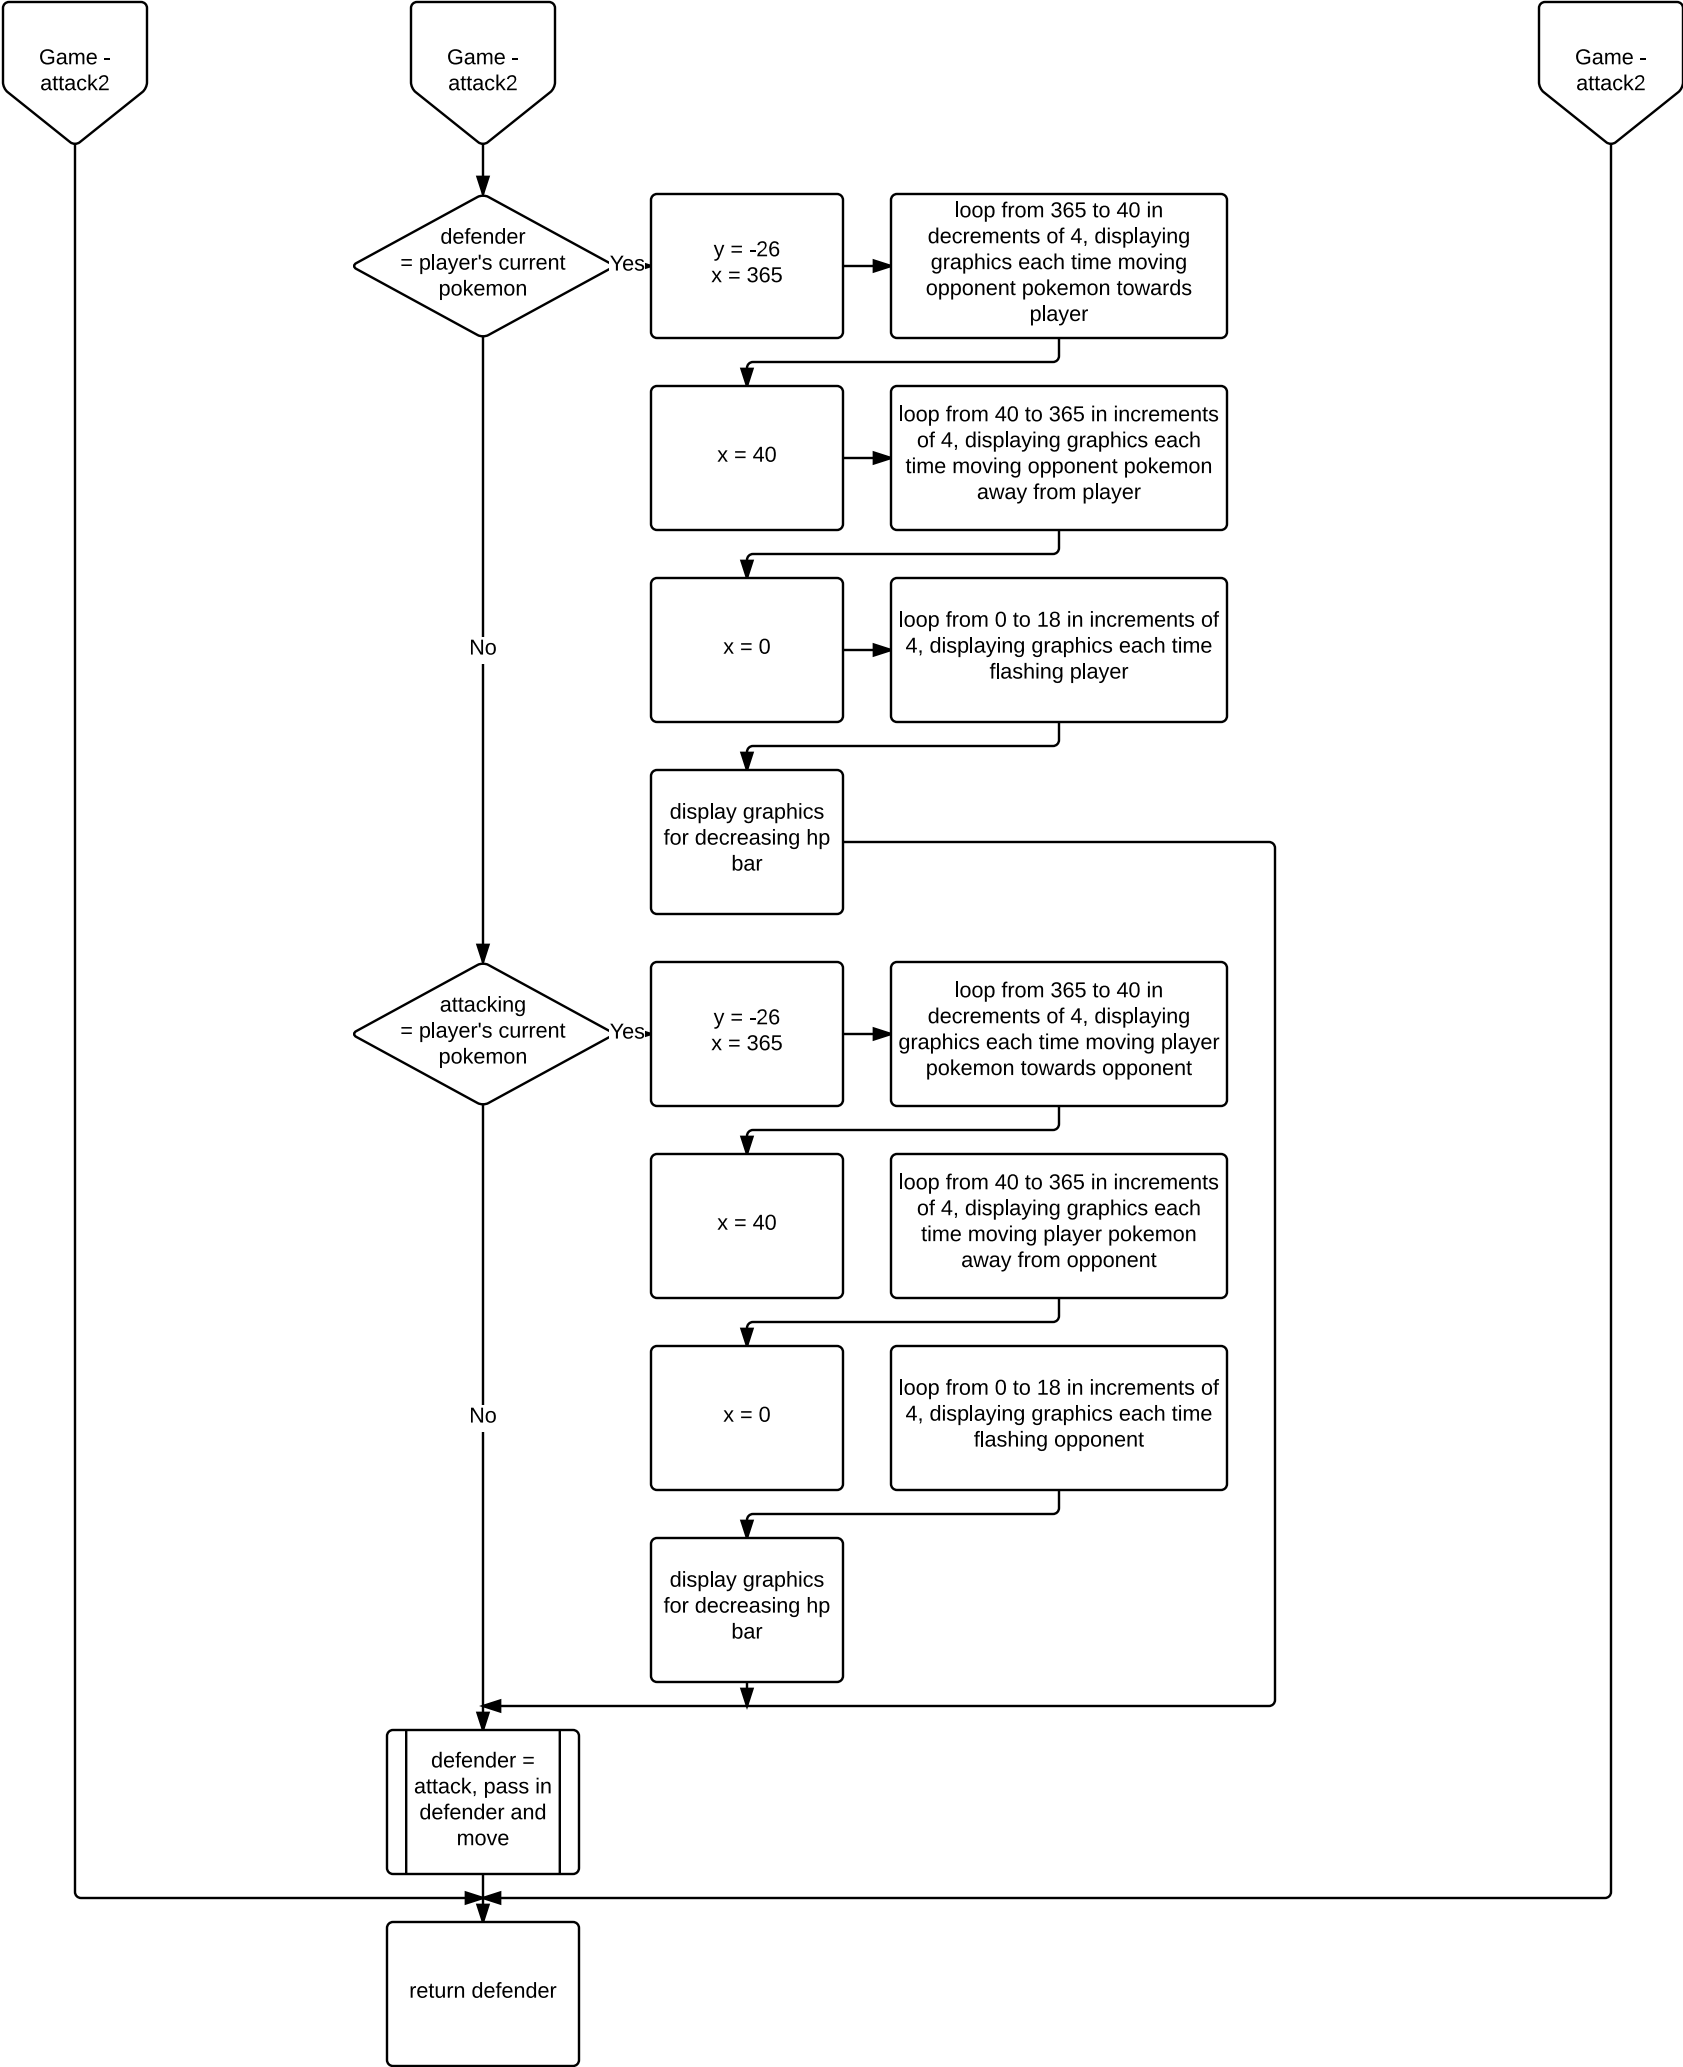 Game -
attack2
Game -
attack2
Game -
attack2
defender
= player's current
pokemon
Yes
y = -26
x = 365
loop from 365 to 40 in
decrements of 4, displaying
graphics each time moving
opponent pokemon towards
player
x = 40
loop from 40 to 365 in increments
of 4, displaying graphics each
time moving opponent pokemon
away from player
No
x = 0
loop from 0 to 18 in increments of
4, displaying graphics each time
flashing player
display graphics
for decreasing hp
bar
attacking
= player's current
pokemon
Yes
y = -26
x = 365
loop from 365 to 40 in
decrements of 4, displaying
graphics each time moving player
pokemon towards opponent
x = 40
loop from 40 to 365 in increments
of 4, displaying graphics each
time moving player pokemon
away from opponent
No
x = 0
loop from 0 to 18 in increments of
4, displaying graphics each time
flashing opponent
display graphics
for decreasing hp
bar
defender =
attack, pass in
defender and
move
return defender